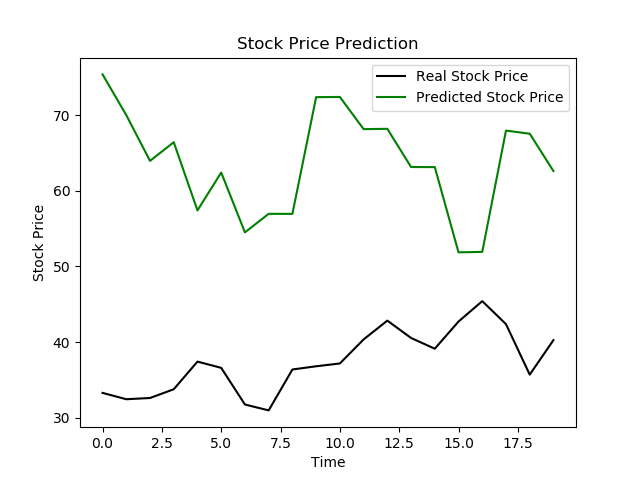 Stock Price Prediction
Real Stock Price
Predicted Stock Price
Stock Price
70
60
50
40
30
0.0 2.5 5.0 7.5 10.0 12.5 15.0 17.5
Time